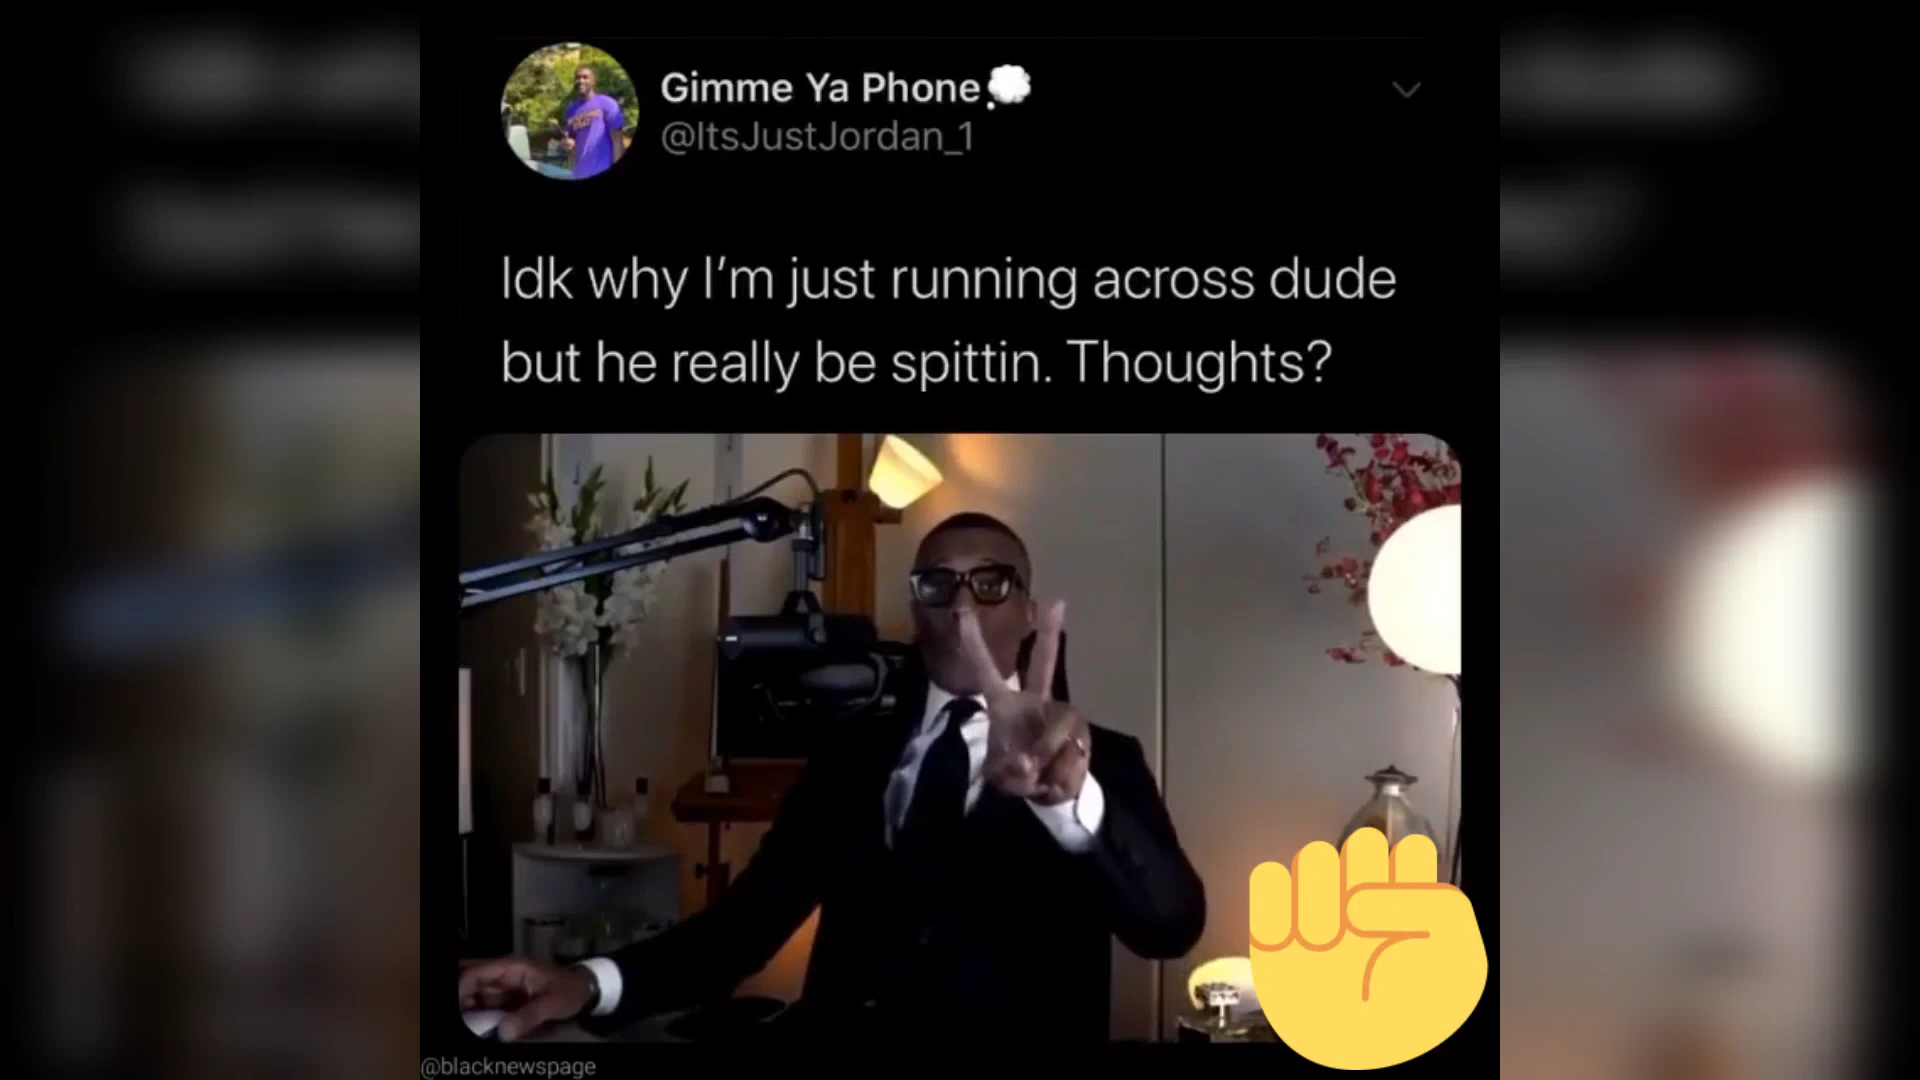 Gimme Ya Phone💭
@ItsJustJordan_1
Idk why I’m just running across dude
but he really be spittin. Thoughts?
@blacknewspage